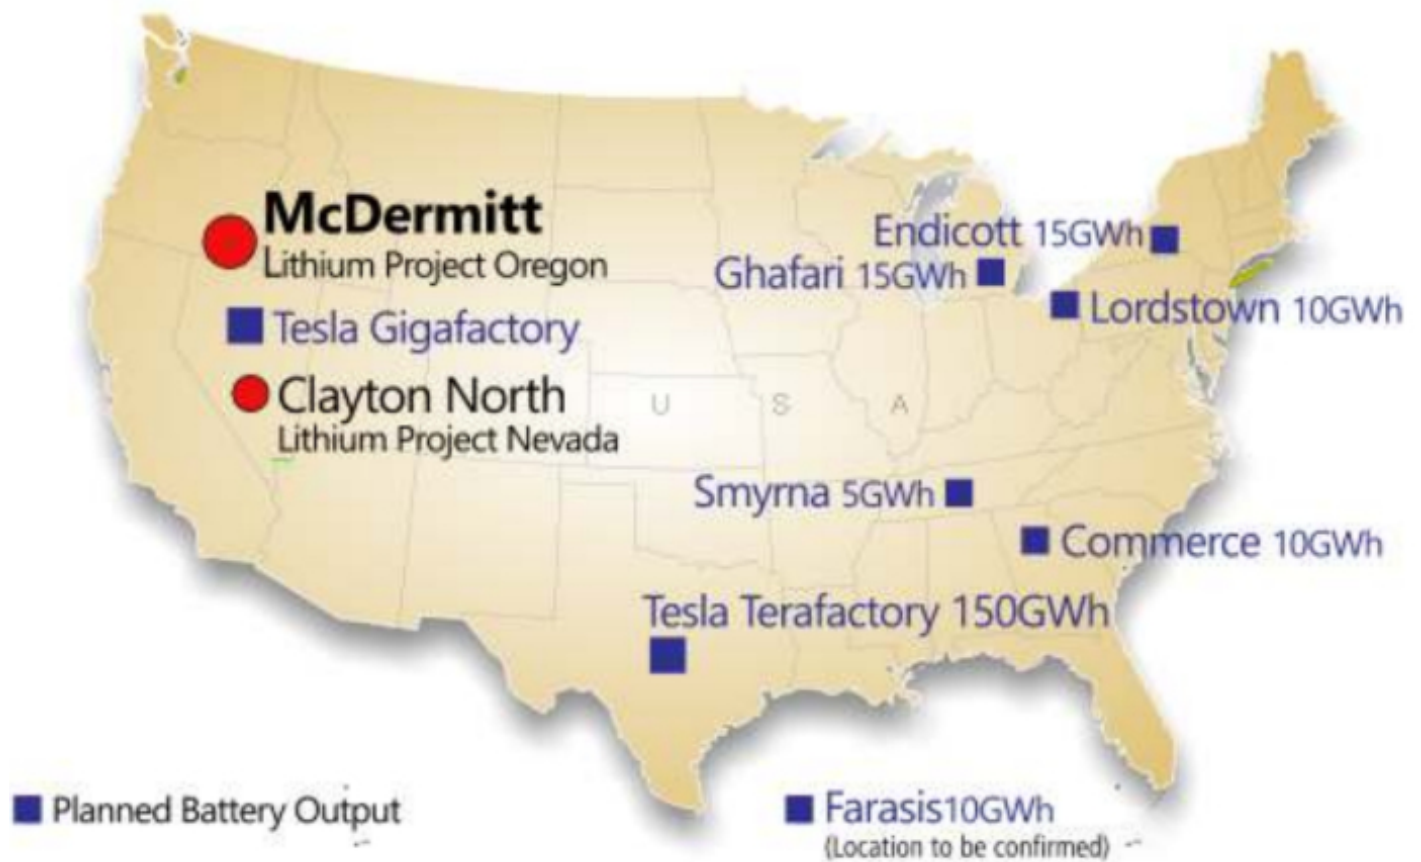 McDermitt
Lithium Project Oregon
Endicott 15GWh
Ghafari 15GWh
Lordstown 10GWh
Tesla Gigafactory
Clayton North
Lithium Project Nevada
U S A
Smyrna 5GWh
Commerce 10GWh
Tesla Terafactory 150GWh
Planned Battery Output
Farasis10GWh
(Location to be confirmed)